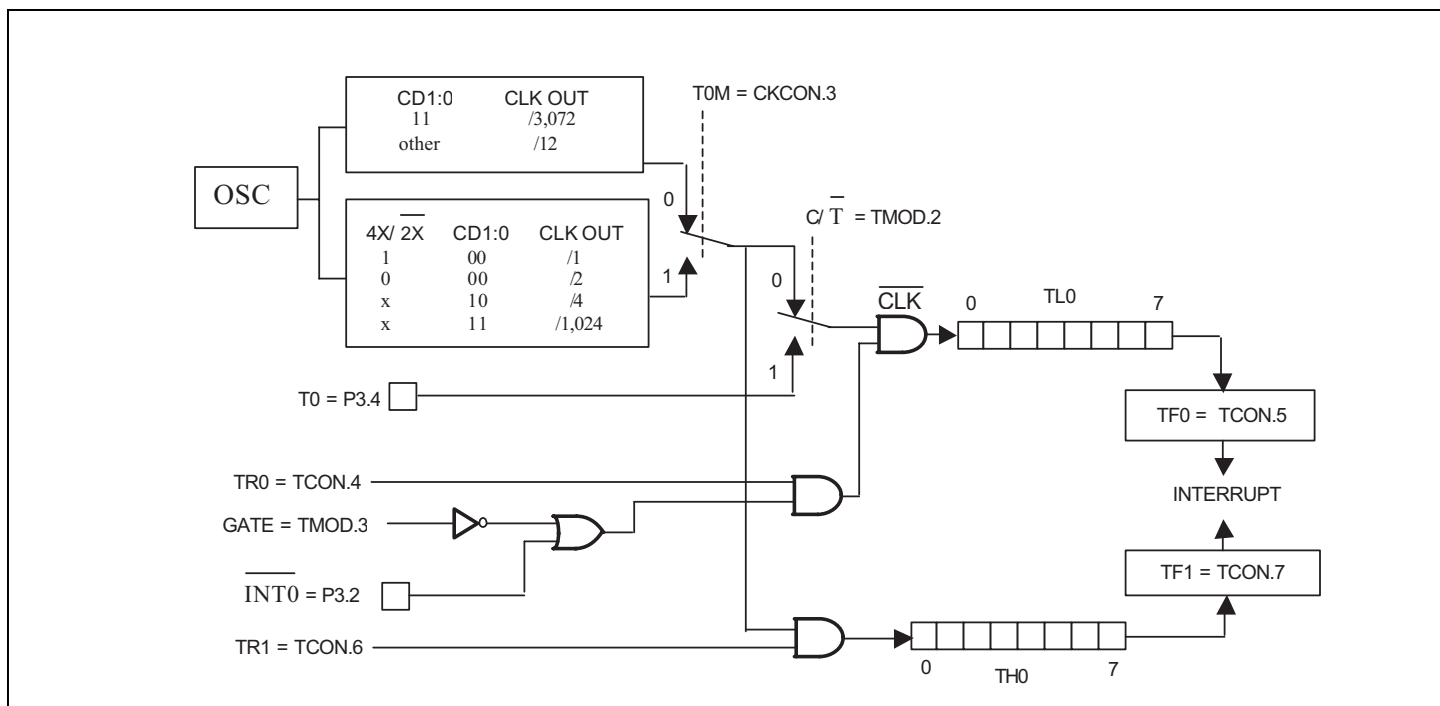 CD1:0 CLK OUT
11 /3,072
other /12
T0M = CKCON.3
OSC
0
4X/ 2X̅ CD1:0 CLK OUT
1 00 /1
0 00 /2
x 10 /4
x 11 /1,024
1
C/ T̅ = TMOD.2
0
1
C̅L̅K̅
0 TL0 7
T0 = P3.4
TF0 = TCON.5
TR0 = TCON.4
INTERRUPT
GATE = TMOD.3
I̅N̅T̅0̅ = P3.2
TF1 = TCON.7
TR1 = TCON.6
0 TH0 7